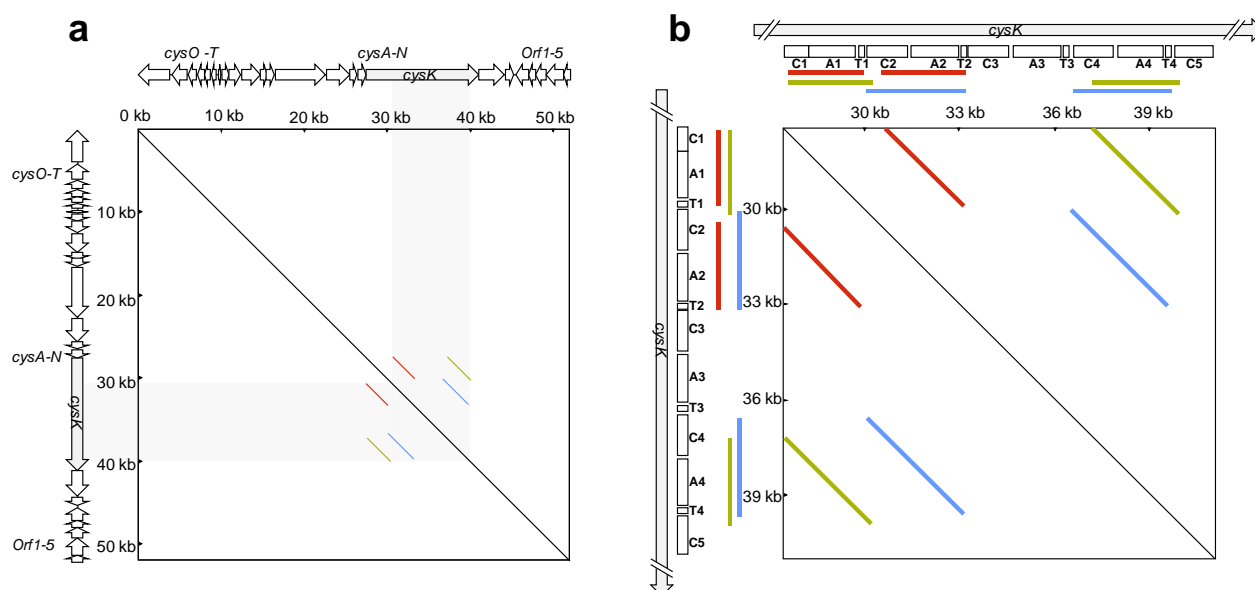 a
cysO -T cysA-N Orf1-5
cysK
0 kb 10 kb 20 kb 30 kb 40 kb 50 kb
cysO-T
10 kb
20 kb
cysA-N
30 kb
cysK
40 kb
Orf1-5
50 kb
b
cysK
C1 A1 T1 C2 A2 T2 C3 A3 T3 C4 A4 T4 C5
30 kb 33 kb 36 kb 39 kb
C1
A1
T1
30 kb
C2
A2
T2
33 kb
C3
cysK
A3
36 kb
T3
C4
A4
39 kb
T4
C5